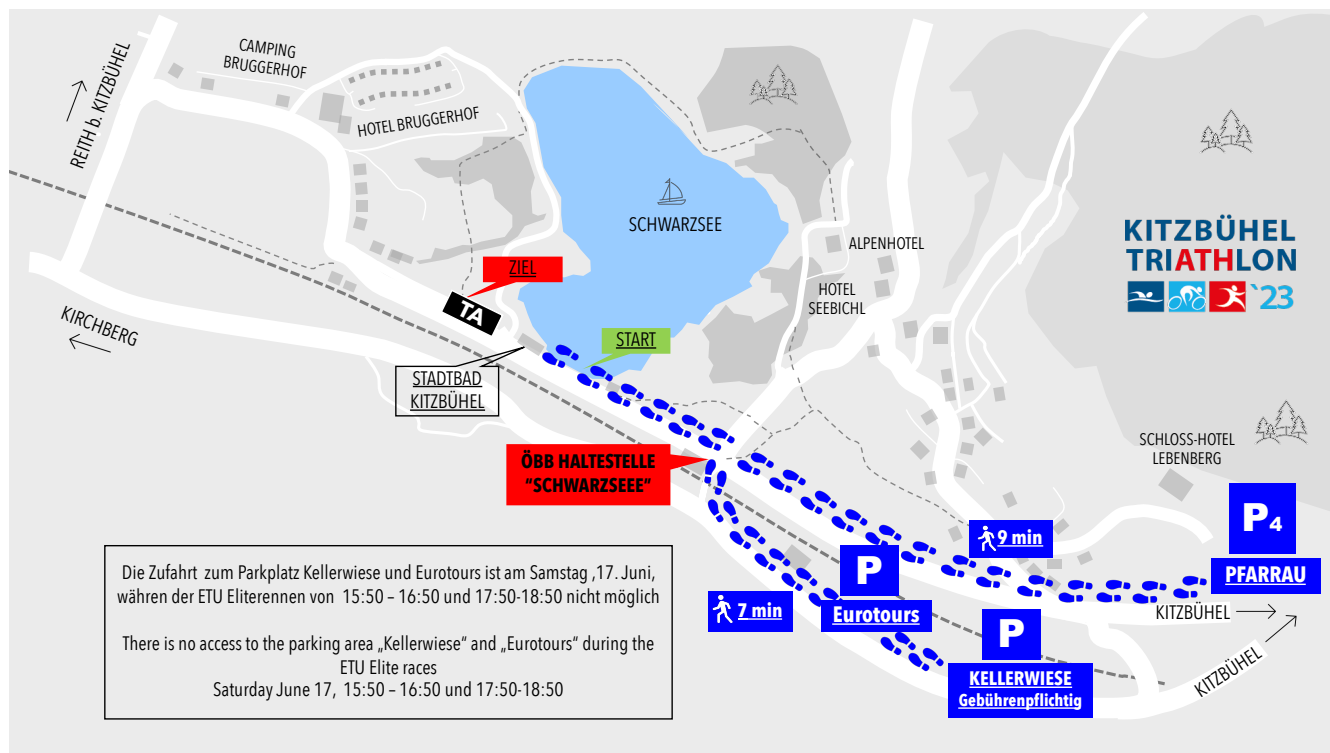 CAMPING
BRUGGERHOF
REITH b. KITZBÜHEL
HOTEL BRUGGERHOF
SCHWARZSEE
ALPENHOTEL
HOTEL
SEEBICHL
KITZBÜHEL
TRIATHLON
`23
ZIEL
TA
KIRCHBERG
START
STADTBAD
KITZBÜHEL
ÖBB HALTESTELLE
"SCHWARZSEEE"
SCHLOSS-HOTEL
LEBENBERG
P4
PFARRAU
9 min
P
Eurotours
7 min
P
KELLERWIESE
Gebührenpflichtig
KITZBÜHEL
KITZBÜHEL
Die Zufahrt zum Parkplatz Kellerwiese und Eurotours ist am Samstag ,17. Juni,
währen der ETU Eliterennen von 15:50 – 16:50 und 17:50-18:50 nicht möglich
There is no access to the parking area „Kellerwiese" and „Eurotours" during the
ETU Elite races
Saturday June 17, 15:50 – 16:50 und 17:50-18:50